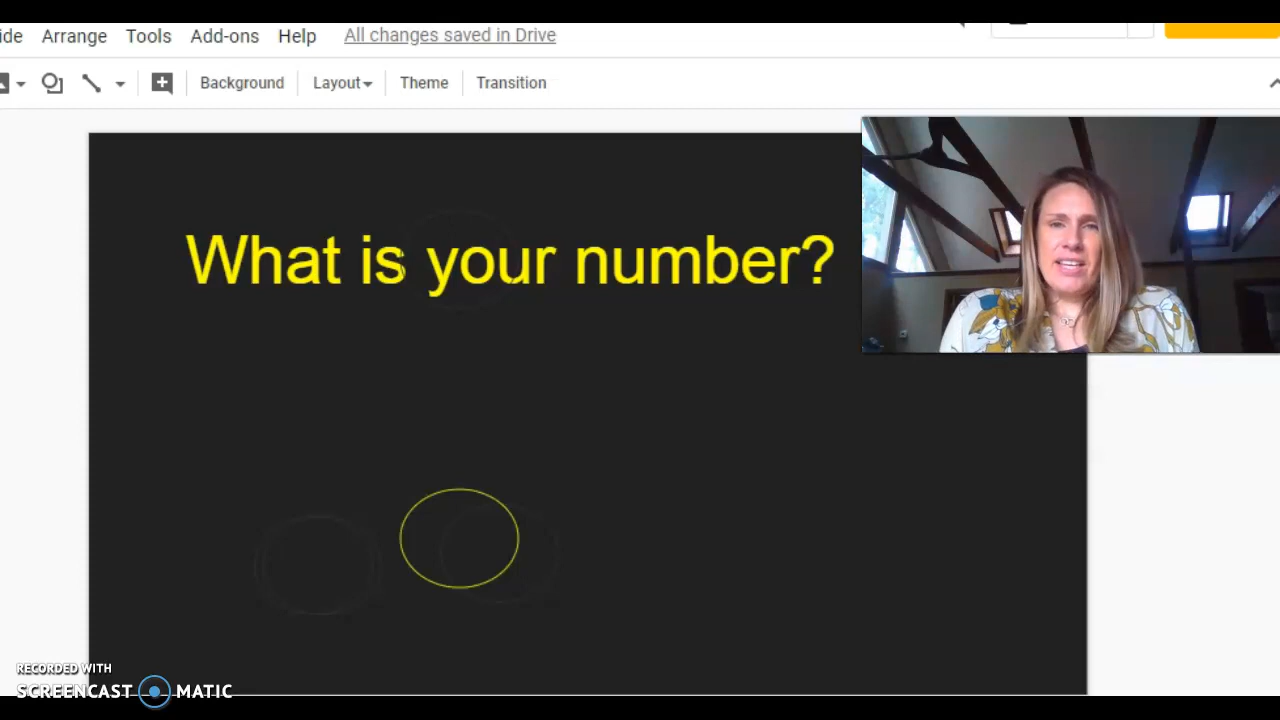 ide Arrange Tools Add-ons Help All changes saved in Drive
Background Layout Theme Transition
What is your number?
RECORDED WITH
SCREENCAST MATIC